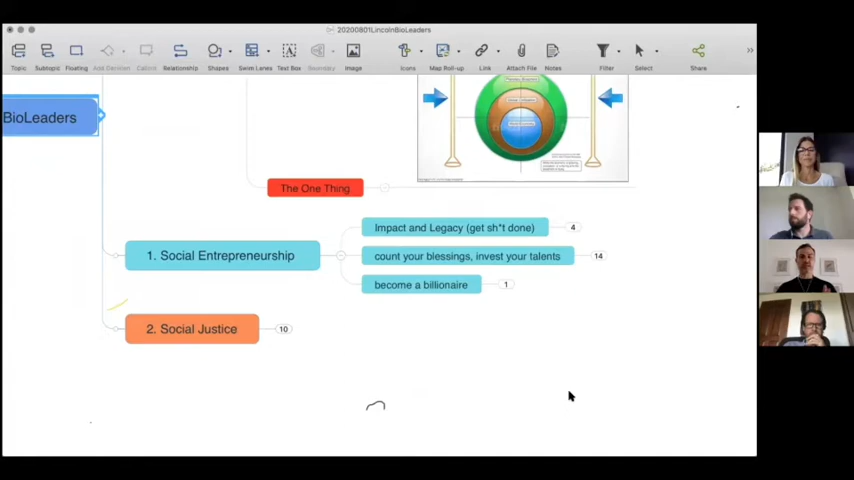 20200801LincolnBioLeaders
Topic Subtopic Floating Add Decision Callout Relationship Shapes Swim Lanes Text Box Boundary Image Icons Map Roll-up Link Attach File Notes Filter Select Share
BioLeaders
The One Thing
1. Social Entrepreneurship
Impact and Legacy (get sh*t done) 4
count your blessings, invest your talents 14
become a billionaire 1
2. Social Justice 10